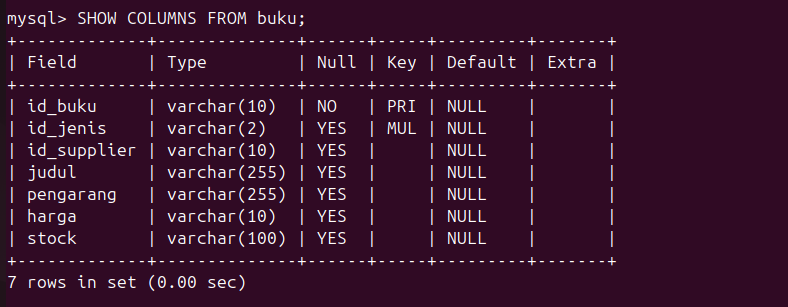 mysql> SHOW COLUMNS FROM buku;
+-------------+--------------+------+-----+---------+-------+
| Field       | Type         | Null | Key | Default | Extra |
+-------------+--------------+------+-----+---------+-------+
| id_buku     | varchar(10)  | NO   | PRI | NULL    |       |
| id_jenis    | varchar(2)   | YES  | MUL | NULL    |       |
| id_supplier | varchar(10)  | YES  |     | NULL    |       |
| judul       | varchar(255) | YES  |     | NULL    |       |
| pengarang   | varchar(255) | YES  |     | NULL    |       |
| harga       | varchar(10)  | YES  |     | NULL    |       |
| stock       | varchar(100) | YES  |     | NULL    |       |
+-------------+--------------+------+-----+---------+-------+
7 rows in set (0.00 sec)